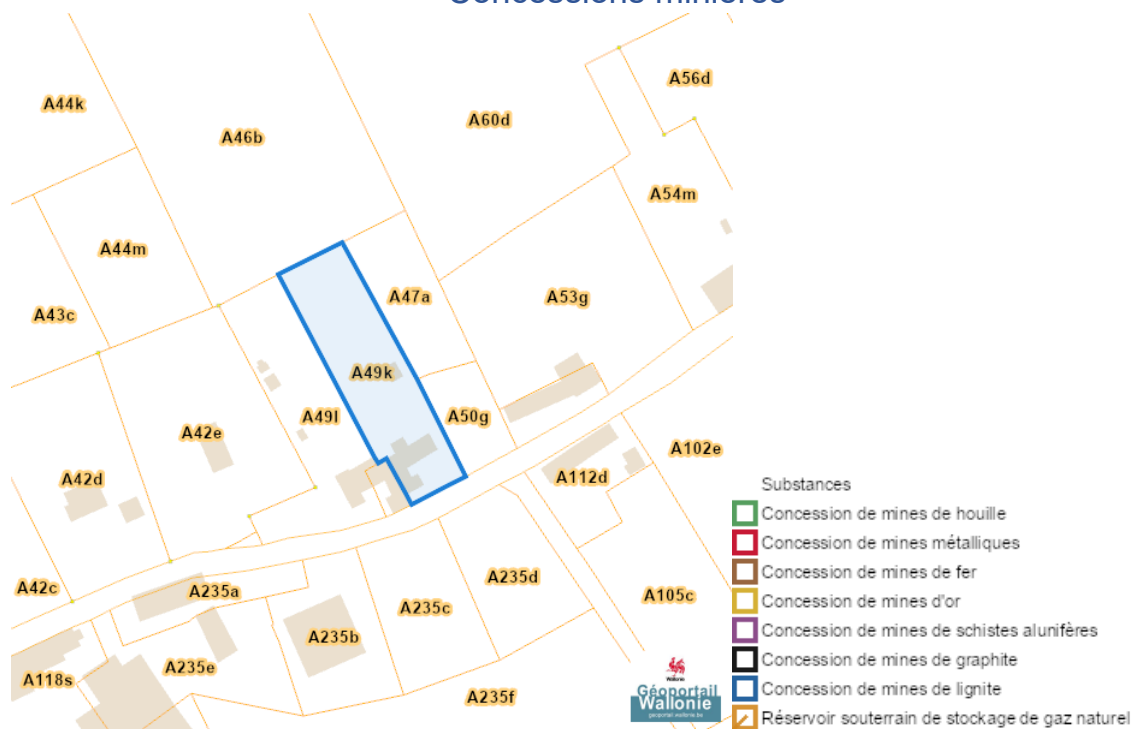 Concessions minières
A44k
A46b
A60d
A56d
A54m
A44m
A43c
A47a
A53g
A49k
A49l
A50g
A42e
A42d
A112d
A102e
A42c
A235a
A235d
A235c
A105c
A235b
A235e
A118s
A235f
Wallonie
Géoportail
Wallonie
geoportail.wallonie.be
Substances
Concession de mines de houille
Concession de mines métalliques
Concession de mines de fer
Concession de mines d'or
Concession de mines de schistes alunifères
Concession de mines de graphite
Concession de mines de lignite
Réservoir souterrain de stockage de gaz naturel